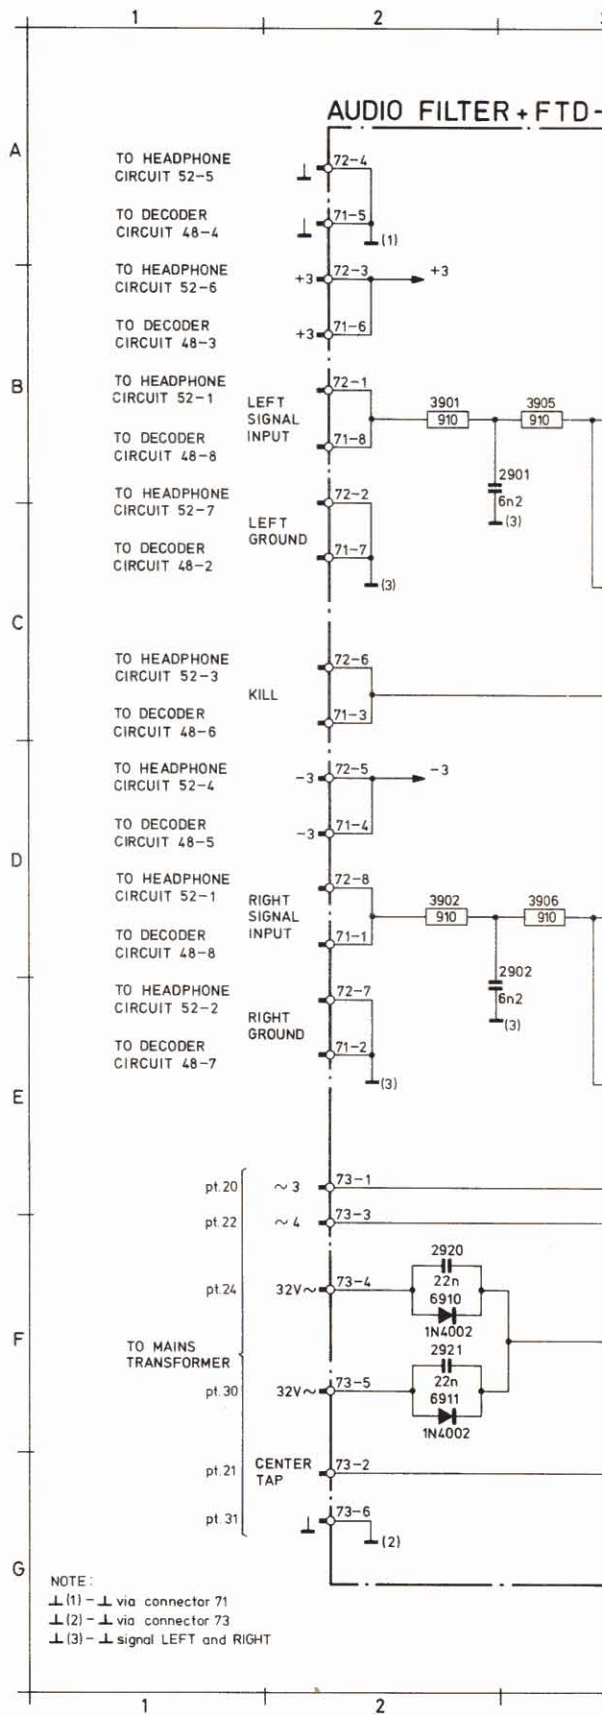 1 2
AUDIO FILTER + FTD-
A
TO HEADPHONE
CIRCUIT 52-5
72-4
TO DECODER
CIRCUIT 48-4
71-5
(1)
TO HEADPHONE
CIRCUIT 52-6
+3
72-3
+3
TO DECODER
CIRCUIT 48-3
+3
71-6
B
TO HEADPHONE
CIRCUIT 52-1
72-1
LEFT
SIGNAL
INPUT
3901
910
3905
910
TO DECODER
CIRCUIT 48-8
71-8
2901
6n2
(3)
TO HEADPHONE
CIRCUIT 52-7
72-2
LEFT
GROUND
TO DECODER
CIRCUIT 48-2
71-7
(3)
C
TO HEADPHONE
CIRCUIT 52-3
72-6
KILL
TO DECODER
CIRCUIT 48-6
71-3
TO HEADPHONE
CIRCUIT 52-4
-3
72-5
-3
TO DECODER
CIRCUIT 48-5
-3
71-4
D
TO HEADPHONE
CIRCUIT 52-1
72-8
RIGHT
SIGNAL
INPUT
3902
910
3906
910
TO DECODER
CIRCUIT 48-8
71-1
2902
6n2
(3)
TO HEADPHONE
CIRCUIT 52-2
72-7
RIGHT
GROUND
TO DECODER
CIRCUIT 48-7
71-2
(3)
E
pt.20
~3
73-1
pt.22
~4
73-3
pt.24
32V~
73-4
2920
22n
6910
1N4002
F
TO MAINS
TRANSFORMER
pt.30
32V~
73-5
2921
22n
6911
1N4002
pt.21
CENTER
TAP
73-2
pt.31
73-6
(2)
G
NOTE:
⊥(1) - ⊥ via connector 71
⊥(2) - ⊥ via connector 73
⊥(3) - ⊥ signal LEFT and RIGHT
1 2